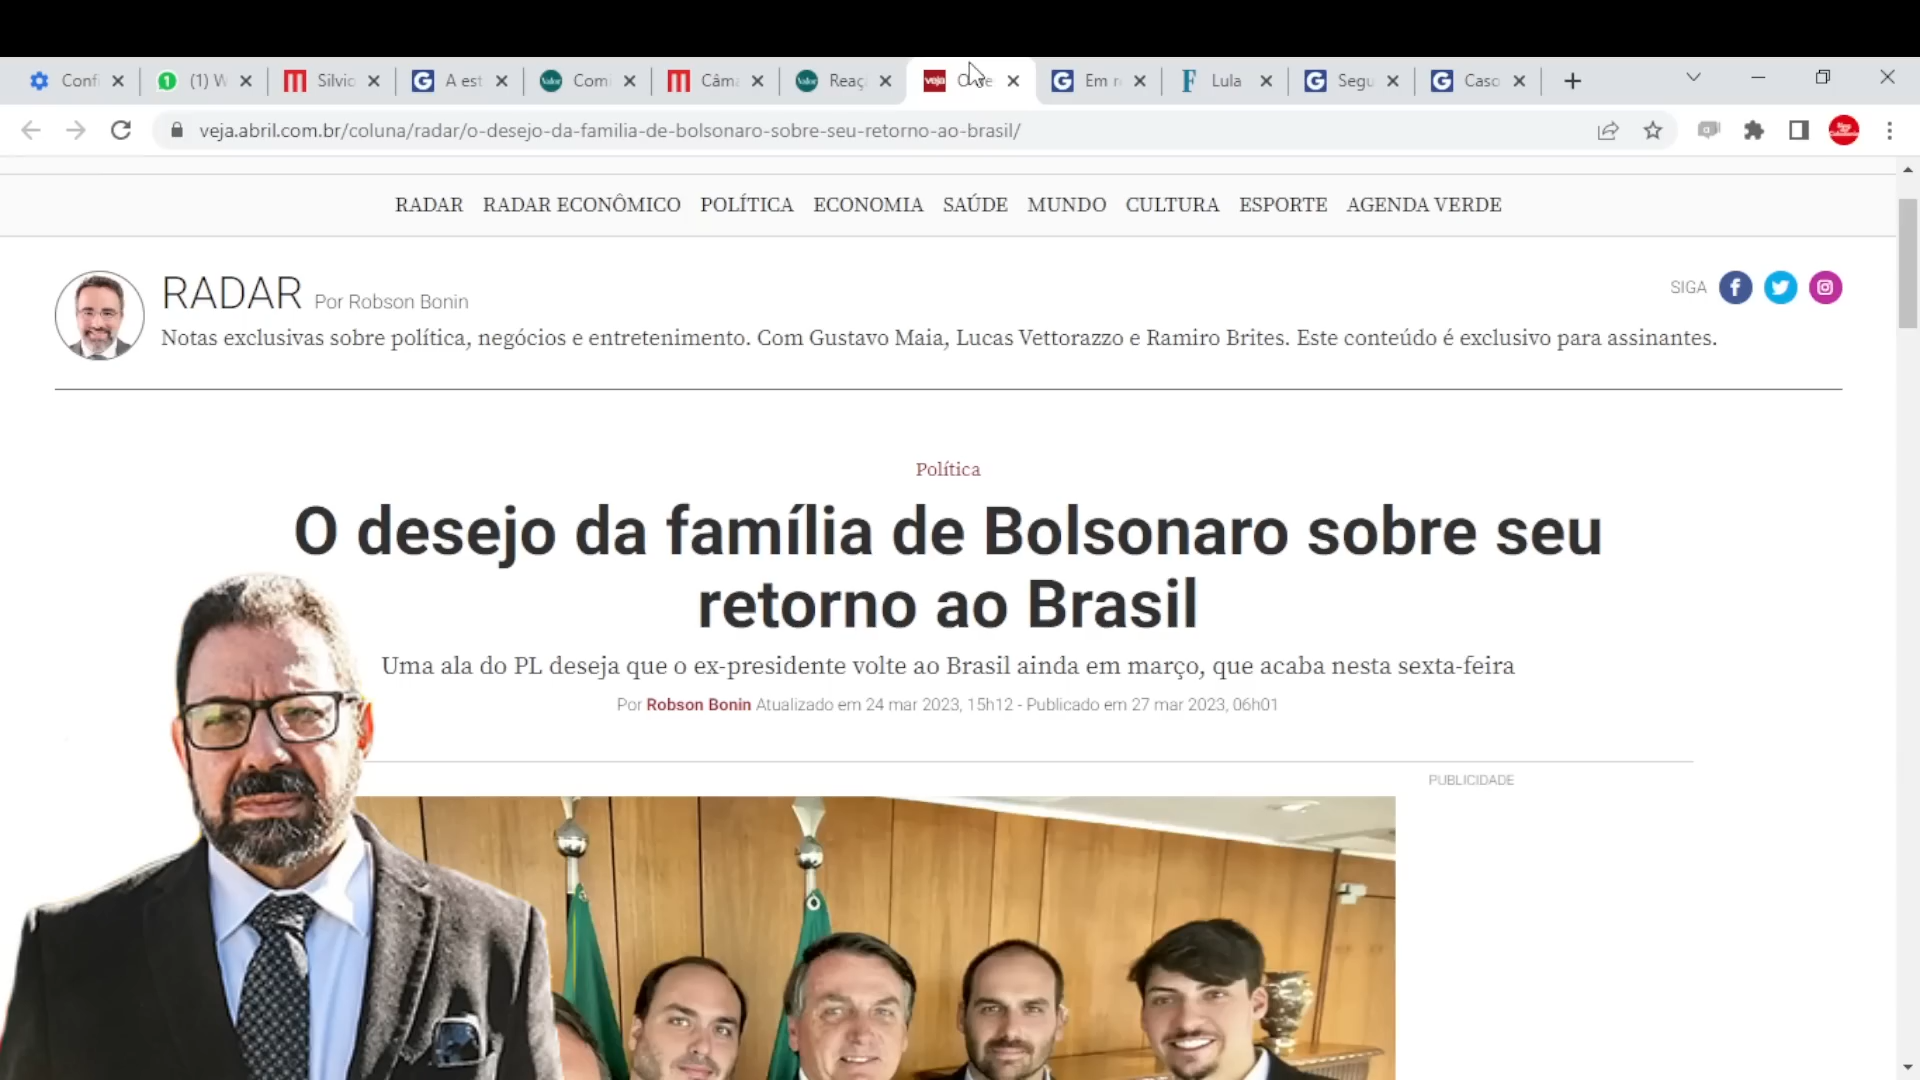 Confi
(1) W
Silvio
A est
Com
Câma
Reaç
Em r
Lula
Segu
Caso
veja.abril.com.br/coluna/radar/o-desejo-da-familia-de-bolsonaro-sobre-seu-retorno-ao-brasil/
RADAR RADAR ECONÔMICO POLÍTICA ECONOMIA SAÚDE MUNDO CULTURA ESPORTE AGENDA VERDE
RADAR Por Robson Bonin
SIGA
Notas exclusivas sobre política, negócios e entretenimento. Com Gustavo Maia, Lucas Vettorazzo e Ramiro Brites. Este conteúdo é exclusivo para assinantes.
Política
O desejo da família de Bolsonaro sobre seu
retorno ao Brasil
Uma ala do PL deseja que o ex-presidente volte ao Brasil ainda em março, que acaba nesta sexta-feira
Por Robson Bonin Atualizado em 24 mar 2023, 15h12 - Publicado em 27 mar 2023, 06h01
PUBLICIDADE